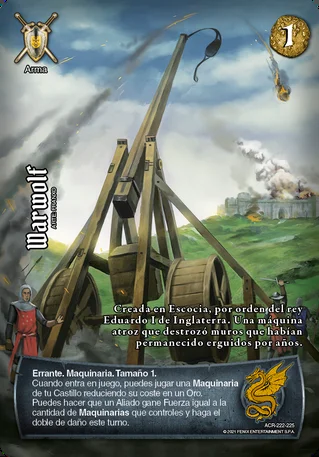 1
Arma
Warwolf
Creada en Escocia, por orden del rey
Eduardo I de Inglaterra. Una máquina
atroz que destrozó muros que habían
permanecido erguidos por años.
Errante. Maquinaria. Tamaño 1.
Cuando entra en juego, puedes jugar una Maquinaria
de tu Castillo reduciendo su coste en un Oro.
Puedes hacer que un Aliado gane Fuerza igual a la
cantidad de Maquinarias que controles y haga el
doble de daño este turno.
ACR-222-225
©2021 FENIX ENTERTAINMENT S.P.A.